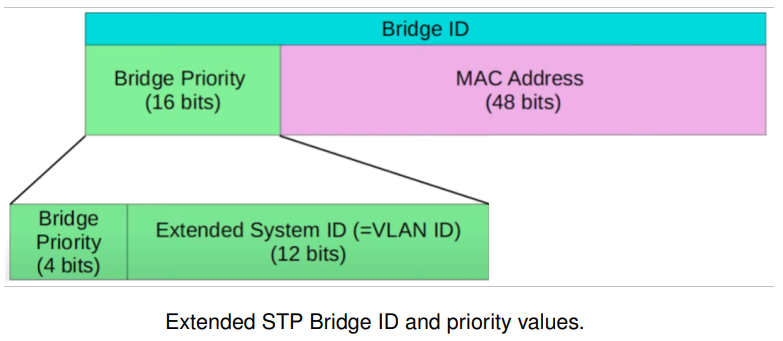 Bridge ID
Bridge Priority
(16 bits)
MAC Address
(48 bits)
Bridge
Priority
(4 bits)
Extended System ID (=VLAN ID)
(12 bits)
Extended STP Bridge ID and priority values.